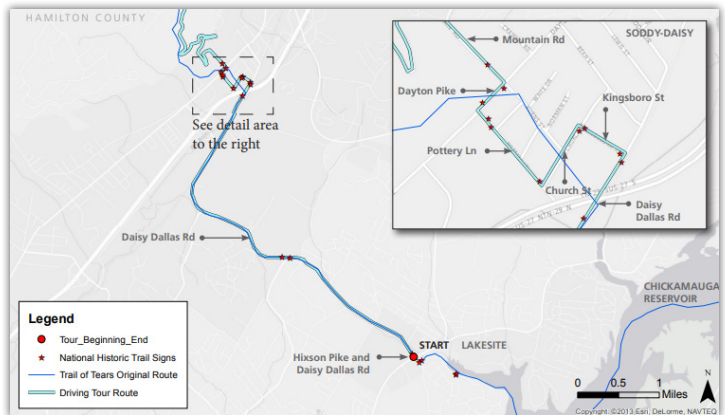 HAMILTON COUNTY
See detail area
to the right
Daisy Dallas Rd
Mountain Rd
SODDY-DAISY
Dayton Pike
Kingsboro St
Pottery Ln
Church St
Daisy
Dallas Rd
CHICKAMAUGA
RESERVOIR
START LAKESITE
Hixson Pike and
Daisy Dallas Rd
Legend
Tour_Beginning_End
National Historic Trail Signs
Trail of Tears Original Route
Driving Tour Route
0 0.5 1
Miles
N
Copyright:©2013 Esri, DeLorme, NAVTEQ